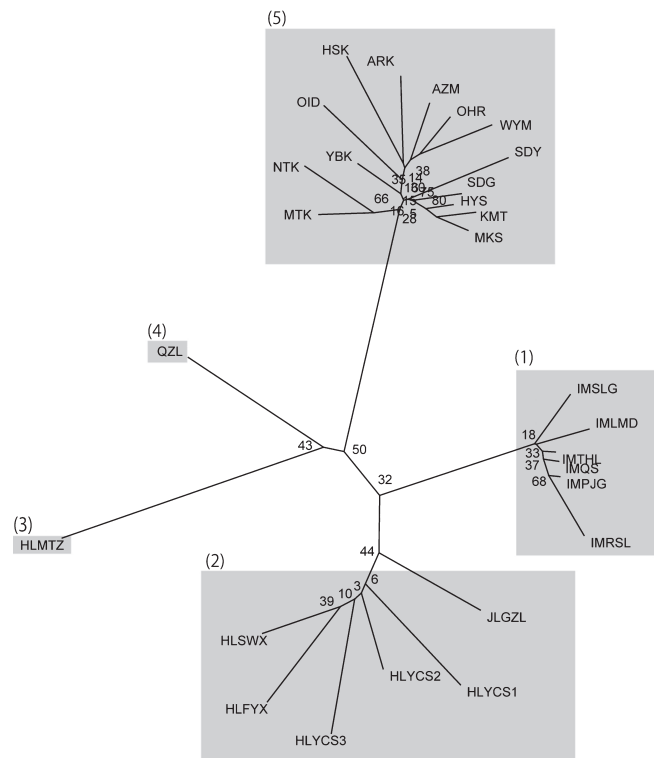 (5)
HSK
ARK
AZM
OID
OHR
WYM
SDY
YBK
NTK
38
35 14
SDG
75
66
80
HYS
MTK
16
15
5
KMT
28
MKS
(4)
QZL
(1)
IMSLG
IMLMD
18
43
50
33
IMTHL
37
IMQS
68
IMPJG
32
(3)
HLMTZ
IMRSL
44
(2)
6
3
10
39
JLGZL
HLSWX
HLYCS2
HLYCS1
HLFYX
HLYCS3